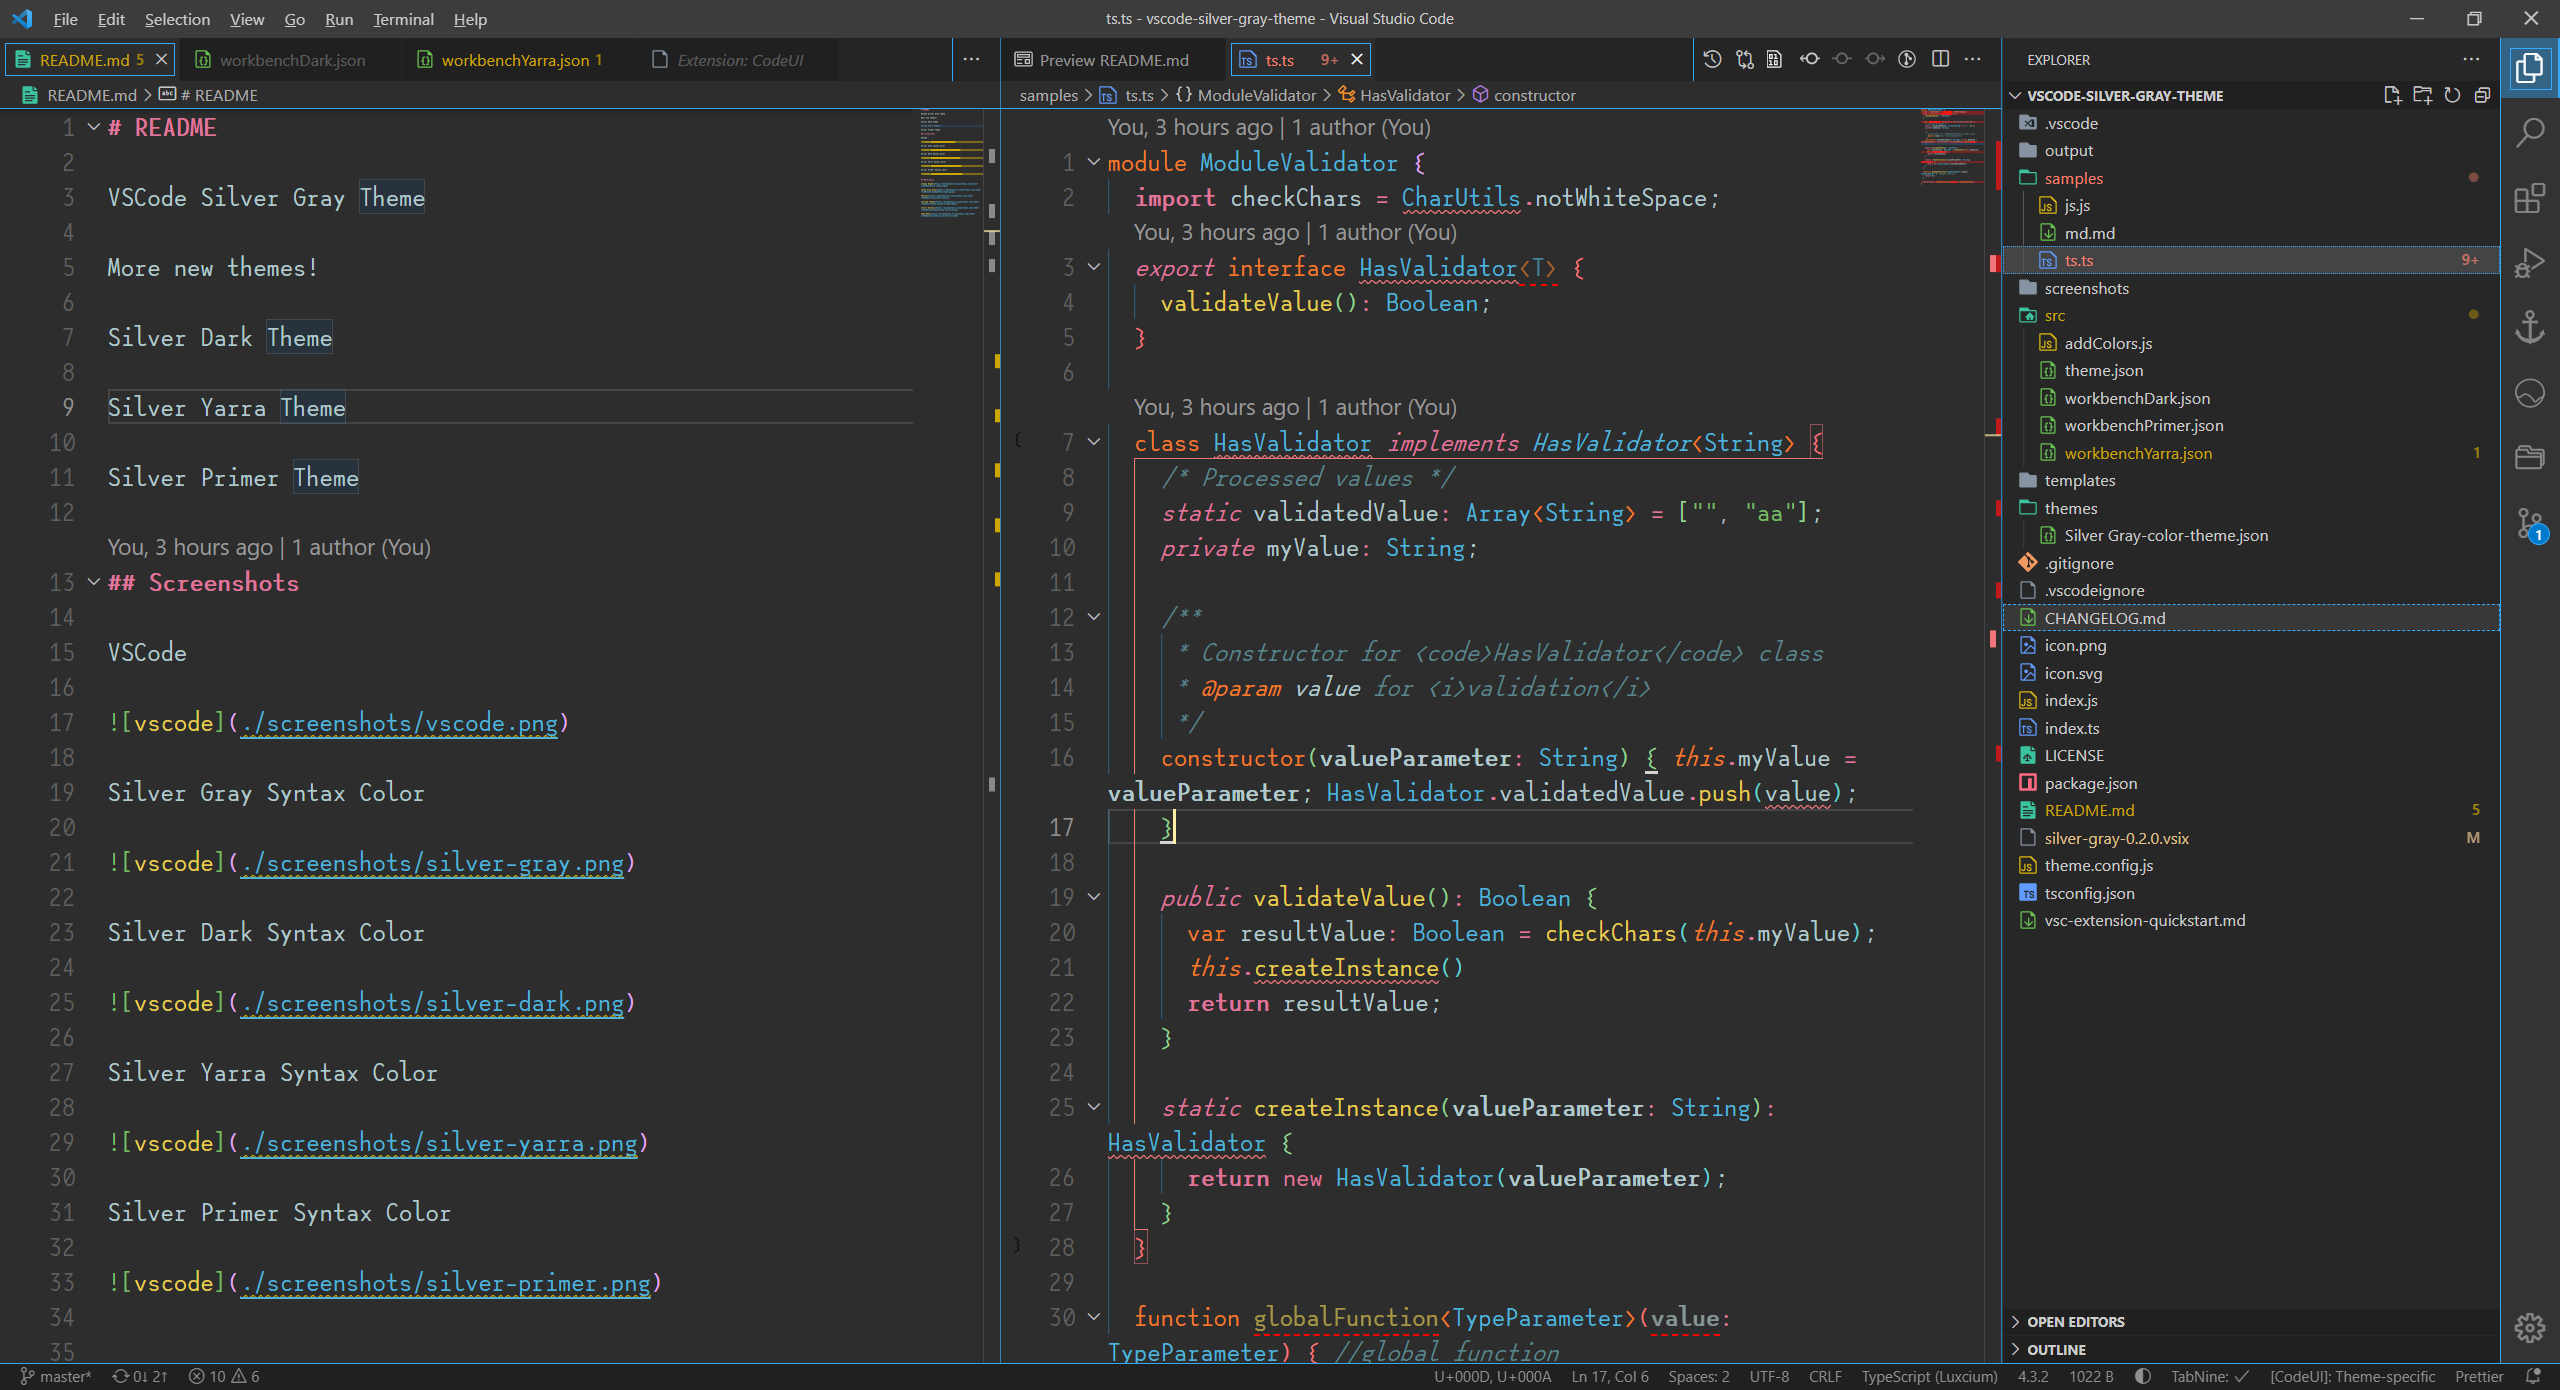 File Edit Selection View Go Run Terminal Help
ts.ts - vscode-silver-gray-theme - Visual Studio Code
README.md 5
workbenchDark.json
workbenchYarra.json 1
Extension: CodeUI
README.md > # README
1 # README
2
3 VSCode Silver Gray Theme
4
5 More new themes!
6
7 Silver Dark Theme
8
9 Silver Yarra Theme
10
11 Silver Primer Theme
12
You, 3 hours ago | 1 author (You)
13 ## Screenshots
14
15 VSCode
16
17 ![vscode](./screenshots/vscode.png)
18
19 Silver Gray Syntax Color
20
21 ![vscode](./screenshots/silver-gray.png)
22
23 Silver Dark Syntax Color
24
25 ![vscode](./screenshots/silver-dark.png)
26
27 Silver Yarra Syntax Color
28
29 ![vscode](./screenshots/silver-yarra.png)
30
31 Silver Primer Syntax Color
32
33 ![vscode](./screenshots/silver-primer.png)
34
35
Preview README.md
ts.ts 9+
samples > ts.ts > {} ModuleValidator > HasValidator > constructor
You, 3 hours ago | 1 author (You)
1 module ModuleValidator {
2 import checkChars = CharUtils.notWhiteSpace;
You, 3 hours ago | 1 author (You)
3 export interface HasValidator<T> {
4 validateValue(): Boolean;
5 }
6
You, 3 hours ago | 1 author (You)
7 class HasValidator implements HasValidator<String> {
8 /* Processed values */
9 static validatedValue: Array<String> = ["", "aa"];
10 private myValue: String;
11
12 /**
13 * Constructor for <code>HasValidator</code> class
14 * @param value for <i>validation</i>
15 */
16 constructor(valueParameter: String) { this.myValue =
valueParameter; HasValidator.validatedValue.push(value);
17 }
18
19 public validateValue(): Boolean {
20 var resultValue: Boolean = checkChars(this.myValue);
21 this.createInstance()
22 return resultValue;
23 }
24
25 static createInstance(valueParameter: String):
HasValidator {
26 return new HasValidator(valueParameter);
27 }
28 }
29
30 function globalFunction<TypeParameter>(value:
TypeParameter) { //global function
EXPLORER
VSCODE-SILVER-GRAY-THEME
.vscode
output
samples
js.js
md.md
ts.ts 9+
screenshots
src
addColors.js
theme.json
workbenchDark.json
workbenchPrimer.json
workbenchYarra.json 1
templates
themes
Silver Gray-color-theme.json
.gitignore
.vscodeignore
CHANGELOG.md
icon.png
icon.svg
index.js
index.ts
LICENSE
package.json
README.md 5
silver-gray-0.2.0.vsix M
theme.config.js
tsconfig.json
vsc-extension-quickstart.md
OPEN EDITORS
OUTLINE
1
master* 0↓ 2↑ 10 6
U+000D, U+000A Ln 17, Col 6 Spaces: 2 UTF-8 CRLF TypeScript (Luxcium) 4.3.2 1022 B TabNine: ✓ [CodeUI]: Theme-specific Prettier